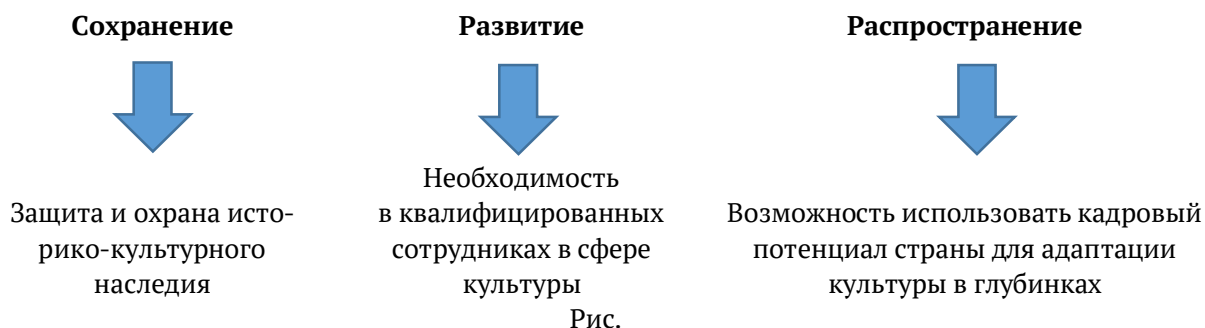 Сохранение
Развитие
Распространение
Защита и охрана исто-
рико-культурного
наследия
Необходимость
в квалифицированных
сотрудниках в сфере
культуры
Возможность использовать кадровый
потенциал страны для адаптации
культуры в глубинках
Рис.